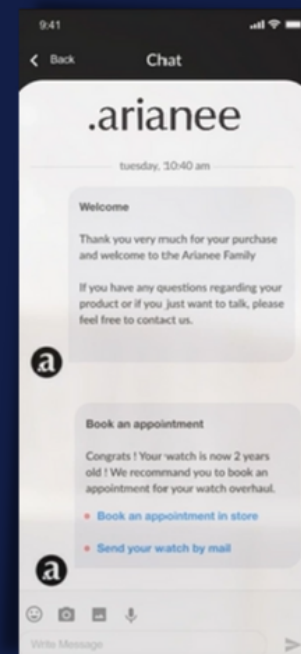 9:41
Back
Chat
.arianee
tuesday, 10:40 am
Welcome
Thank you very much for your purchase
and welcome to the Arianee Family
If you have any questions regarding your
product or if you just want to talk, please
feel free to contact us.
a
Book an appointment
Congrats ! Your watch is now 2 years
old ! We recommand you to book an
appointment for your watch overhaul.
Book an appointment in store
Send your watch by mail
a
Write Message